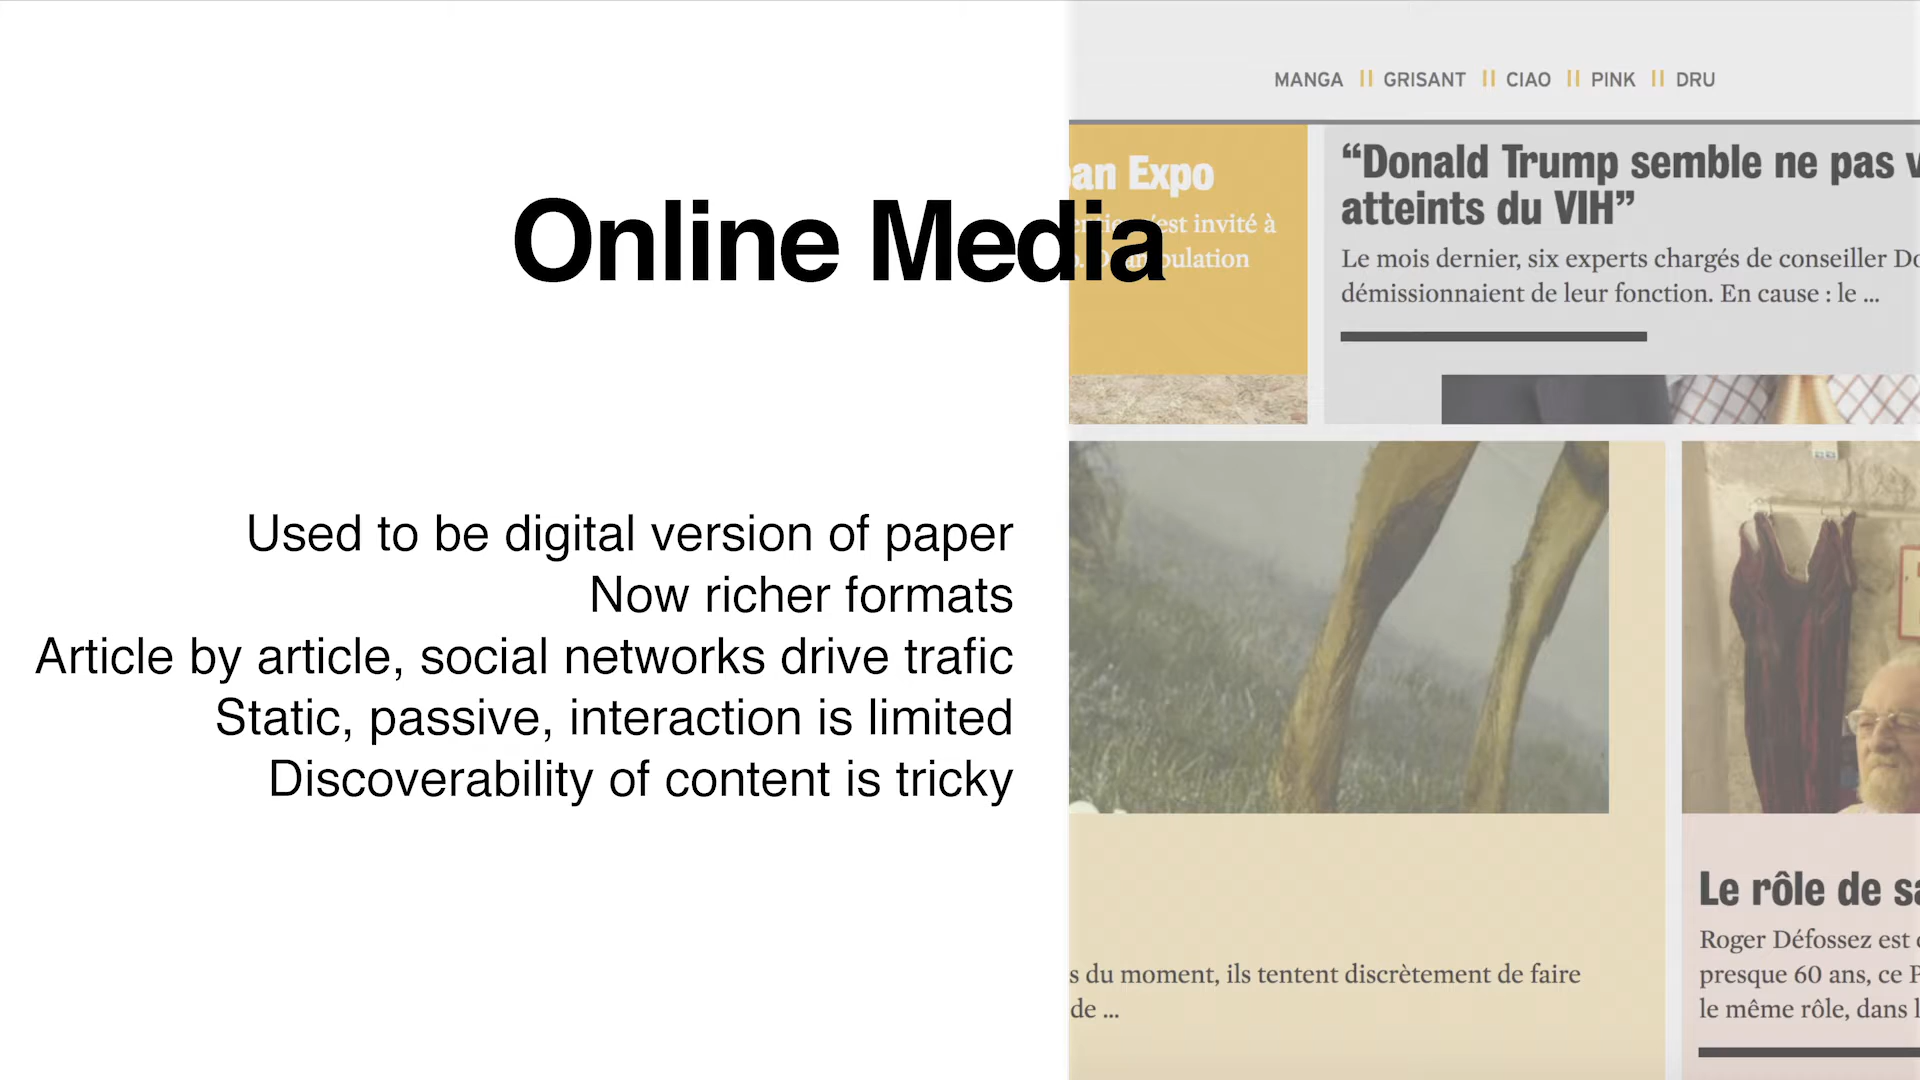 MANGA || GRISANT || CIAO || PINK || DRU
Online Media
Used to be digital version of paper
Now richer formats
Article by article, social networks drive trafic
Static, passive, interaction is limited
Discoverability of content is tricky
Expo
est invité à
“Donald Trump semble ne pas
atteints du VIH”
Le mois dernier, six experts chargés de conseiller
démissionnaient de leur fonction. En cause : le ...
du moment, ils tentent discrètement de faire
de ...
Le rôle de
Roger Défossez est
presque 60 ans, ce
le même rôle, dans